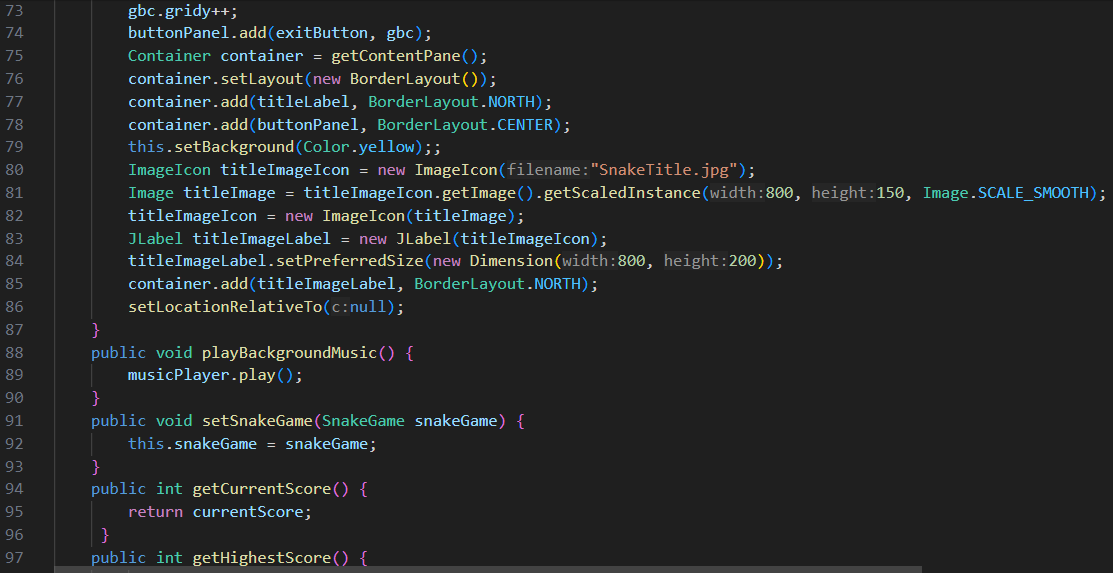 73 gbc.gridy++;
74 buttonPanel.add(exitButton, gbc);
75 Container container = getContentPane();
76 container.setLayout(new BorderLayout());
77 container.add(titleLabel, BorderLayout.NORTH);
78 container.add(buttonPanel, BorderLayout.CENTER);
79 this.setBackground(Color.yellow);;
80 ImageIcon titleImageIcon = new ImageIcon(filename:"SnakeTitle.jpg");
81 Image titleImage = titleImageIcon.getImage().getScaledInstance(width:800, height:150, Image.SCALE_SMOOTH);
82 titleImageIcon = new ImageIcon(titleImage);
83 JLabel titleImageLabel = new JLabel(titleImageIcon);
84 titleImageLabel.setPreferredSize(new Dimension(width:800, height:200));
85 container.add(titleImageLabel, BorderLayout.NORTH);
86 setLocationRelativeTo(c:null);
87 }
88 public void playBackgroundMusic() {
89 musicPlayer.play();
90 }
91 public void setSnakeGame(SnakeGame snakeGame) {
92 this.snakeGame = snakeGame;
93 }
94 public int getCurrentScore() {
95 return currentScore;
96 }
97 public int getHighestScore() {